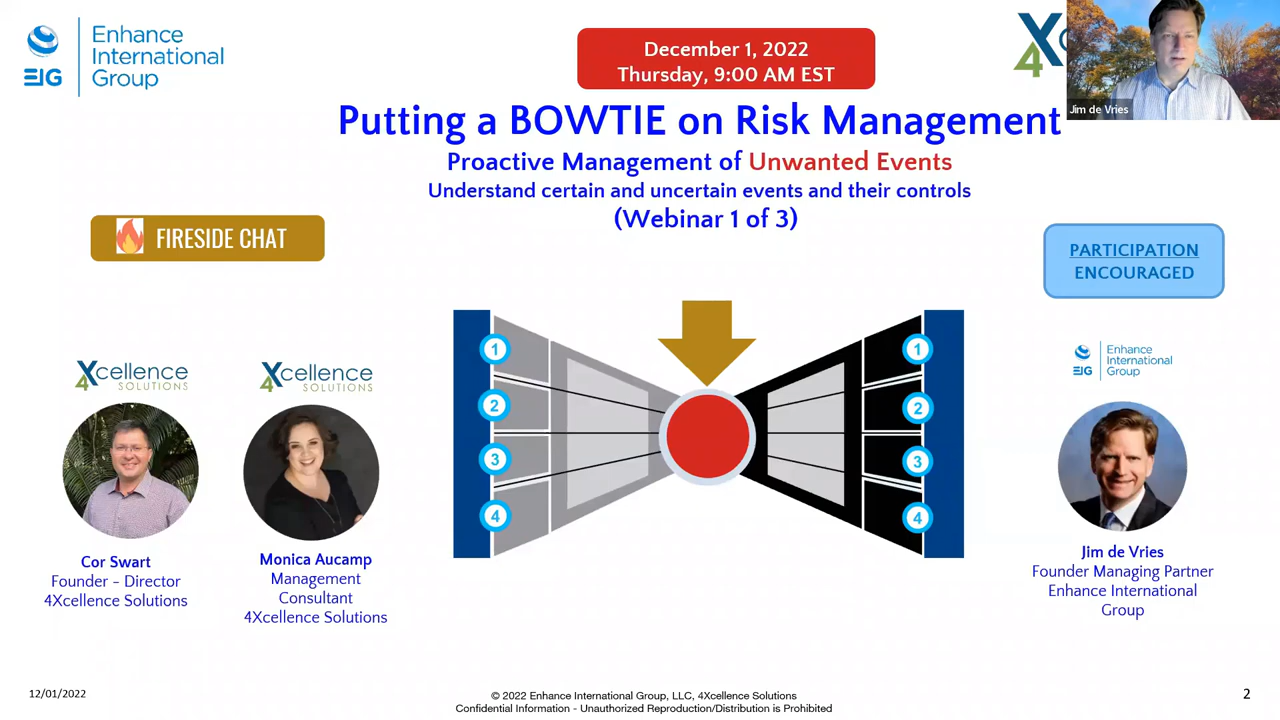 Enhance
International
Group
EIG
December 1, 2022
Thursday, 9:00 AM EST
4X
Jim de Vries
Putting a BOWTIE on Risk Management
Proactive Management of Unwanted Events
Understand certain and uncertain events and their controls
(Webinar 1 of 3)
FIRESIDE CHAT
PARTICIPATION
ENCOURAGED
4Xcellence
SOLUTIONS
4Xcellence
SOLUTIONS
1
2
3
4
1
2
3
4
Enhance
International
Group
EIG
Cor Swart
Founder - Director
4Xcellence Solutions
Monica Aucamp
Management
Consultant
4Xcellence Solutions
Jim de Vries
Founder Managing Partner
Enhance International
Group
12/01/2022
© 2022 Enhance International Group, LLC, 4Xcellence Solutions
Confidential Information - Unauthorized Reproduction/Distribution is Prohibited
2